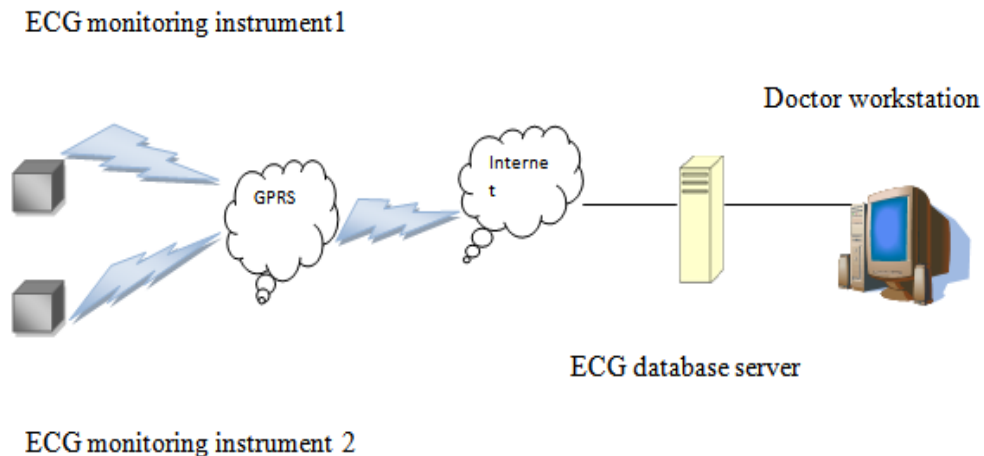 ECG monitoring instrument1
Doctor workstation
Interne
t
GPRS
ECG database server
ECG monitoring instrument 2